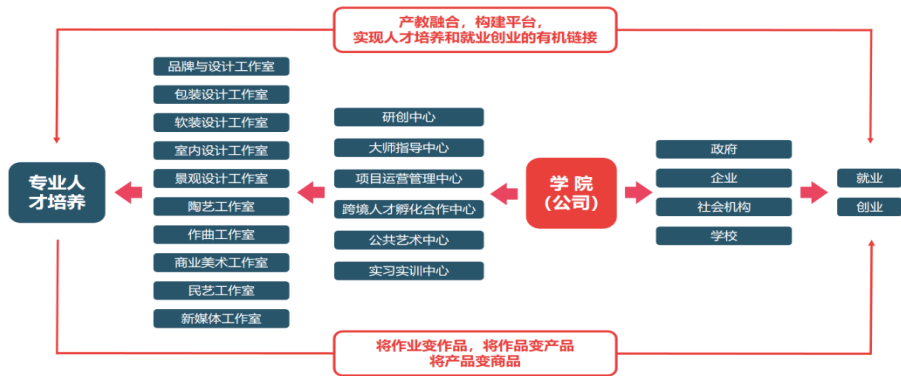 产教融合，构建平台，
实现人才培养和就业创业的有机链接
品牌与设计工作室
包装设计工作室
软装设计工作室
室内设计工作室
景观设计工作室
陶艺工作室
作曲工作室
商业美术工作室
民艺工作室
新媒体工作室
研创中心
大师指导中心
项目运营管理中心
跨境人才孵化合作中心
公共艺术中心
实习实训中心
专业人
才培养
学 院
（公司）
政府
企业
社会机构
学校
就业
创业
将作业变作品，将作品变产品
将产品变商品